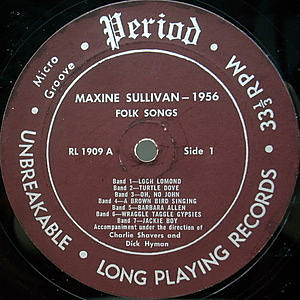 Period
Micro
Groove
33⅓ RPM
MAXINE SULLIVAN — 1956
FOLK SONGS
RL 1909 A
Side 1
Band 1—LOCH LOMOND
Band 2—TURTLE DOVE
Band 3—OH, NO JOHN
Band 4—A BROWN BIRD SINGING
Band 5—BARBARA ALLEN
Band 6—WRAGGLE TAGGLE GYPSIES
Band 7—JACKIE BOY
Accompaniment under the direction of
Charlie Shavers and
Dick Hyman
UNBREAKABLE • LONG PLAYING RECORDS